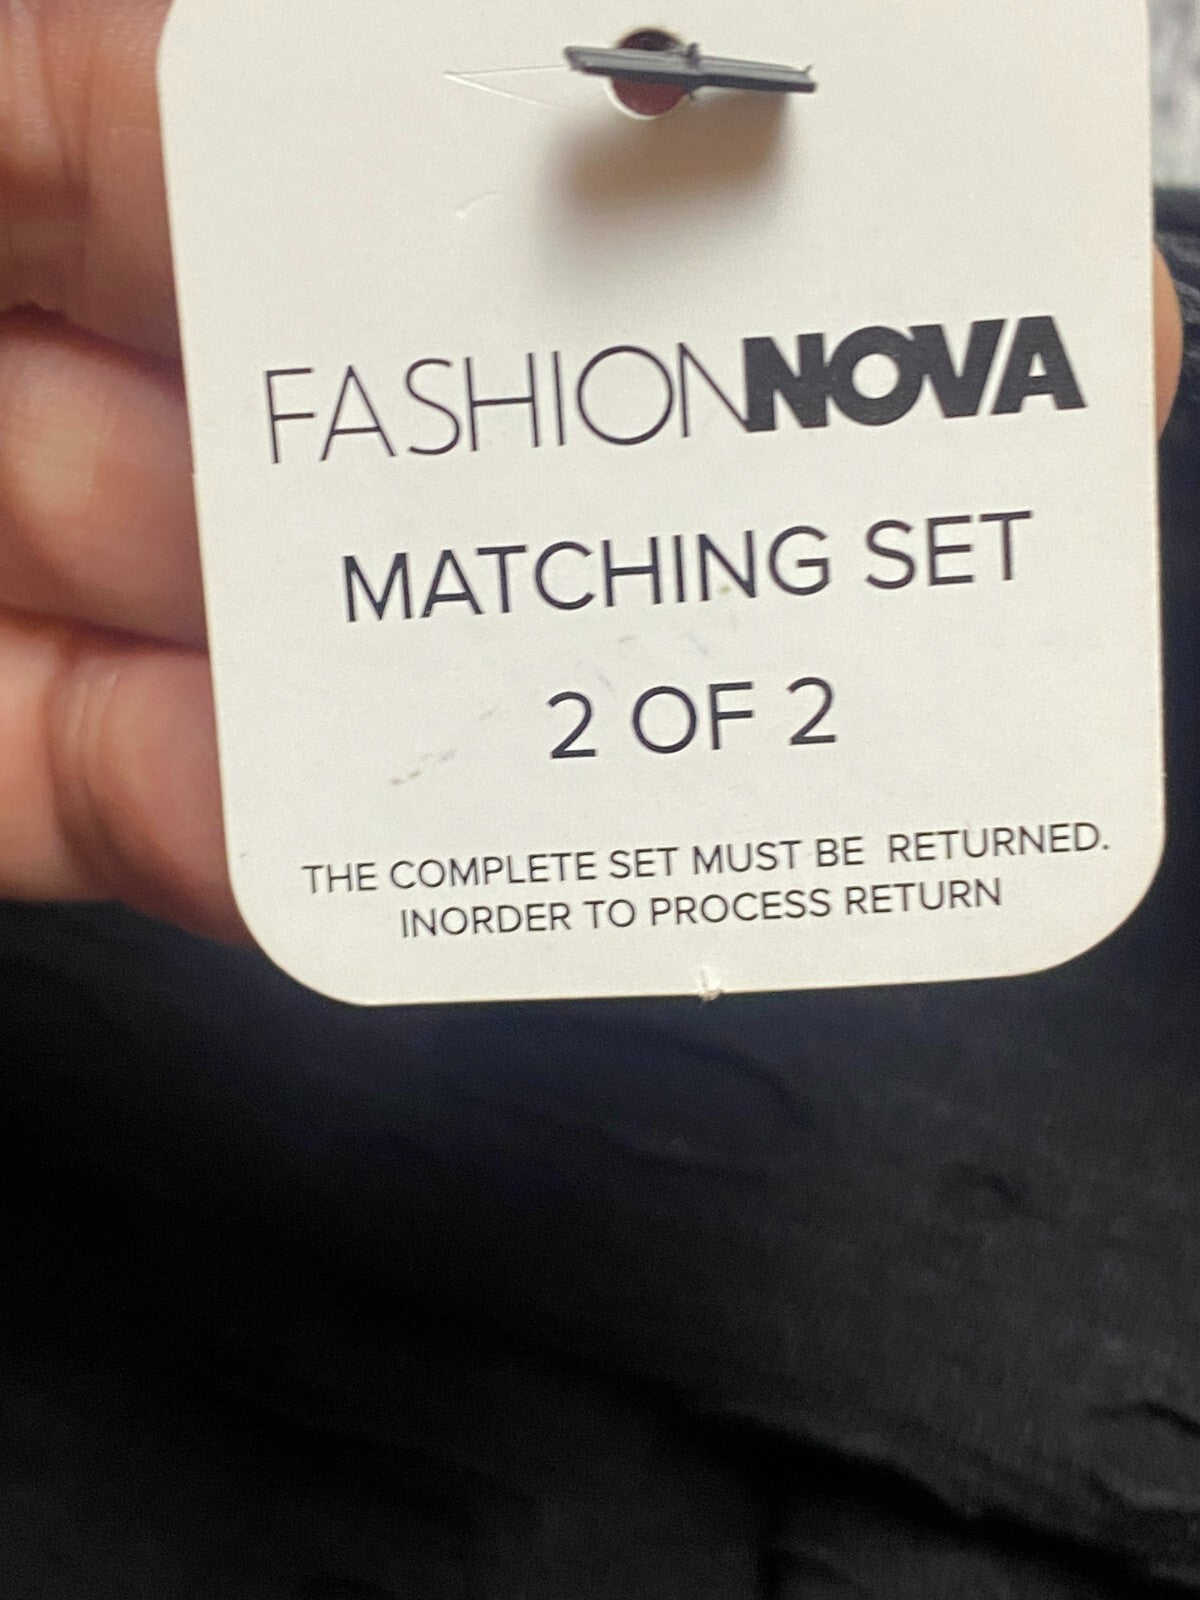 FASHIONNOVA
MATCHING SET
2 OF 2
THE COMPLETE SET MUST BE RETURNED.
INORDER TO PROCESS RETURN